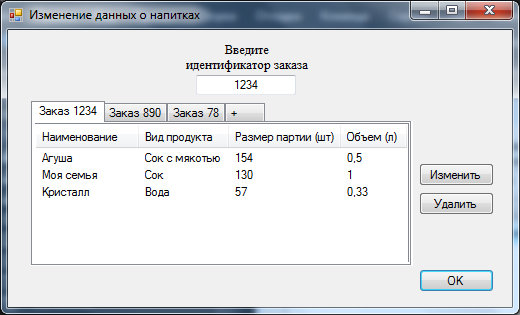 Изменение данных о напитках
Введите
идентификатор заказа
1234
Заказ 1234 Заказ 890 Заказ 78 +
Наименование Вид продукта Размер партии (шт) Объем (л)
Агуша Сок с мякотью 154 0,5
Моя семья Сок 130 1
Кристалл Вода 57 0,33
Изменить
Удалить
OK